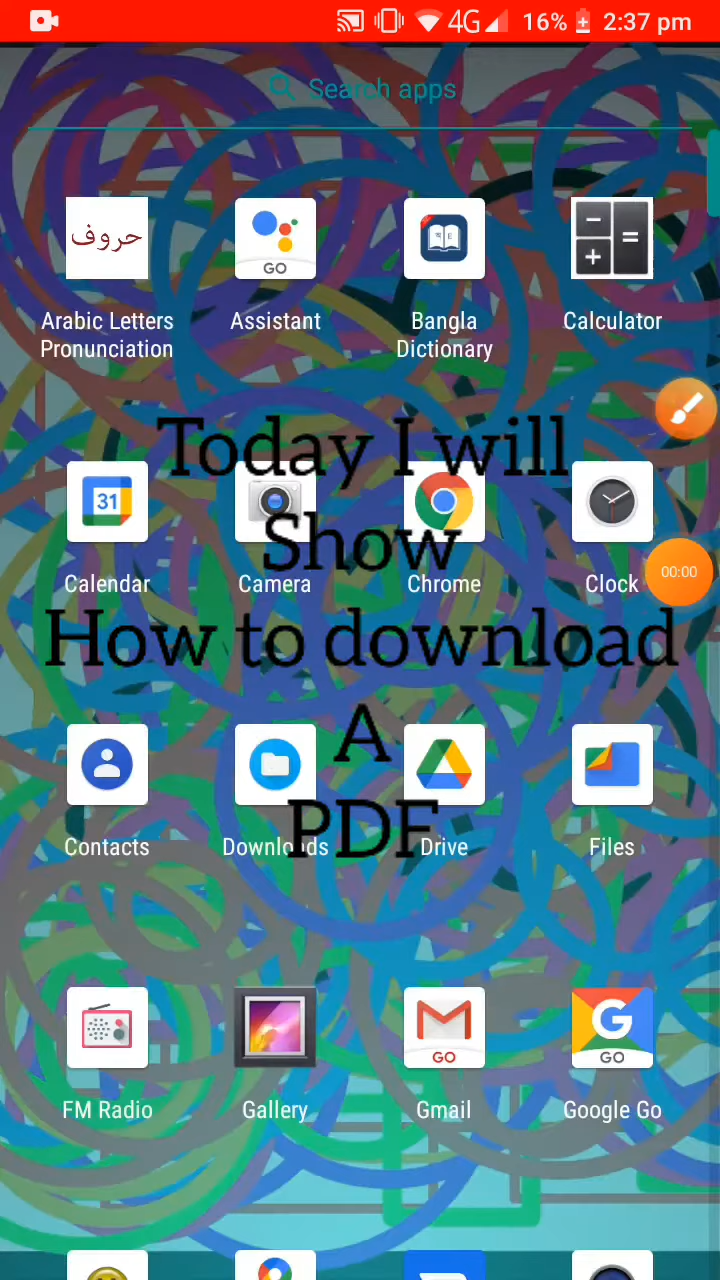 4G 16% 2:37 pm
Search apps
حروف
GO
Arabic Letters
Pronunciation
Assistant
Bangla
Dictionary
Calculator
Today I will
Show
How to download
A
PDF
31
Calendar
Camera
Chrome
Clock
00:00
Contacts
Downloads
Drive
Files
GO
G
GO
FM Radio
Gallery
Gmail
Google Go